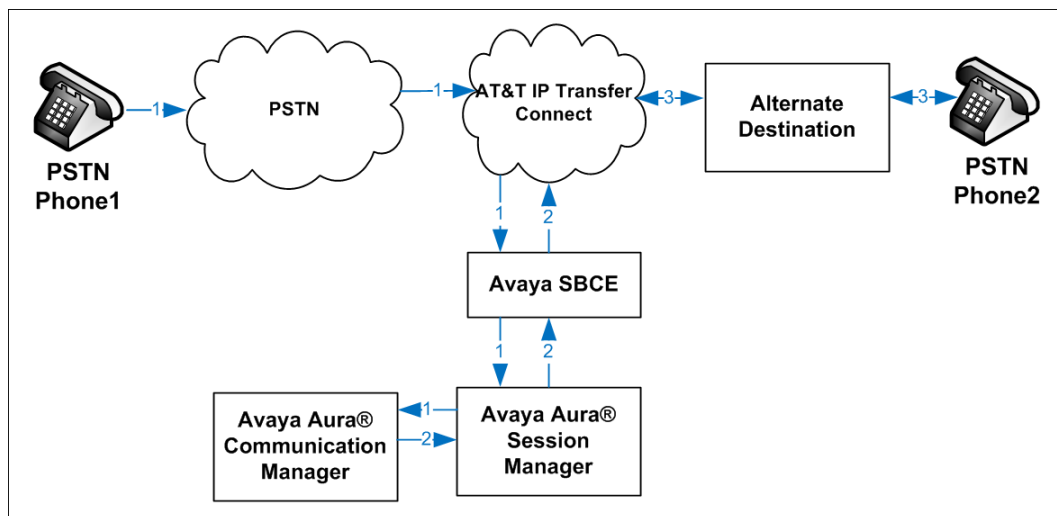 PSTN
Phone1
1
PSTN
1
AT&T IP Transfer
Connect
3
Alternate
Destination
3
PSTN
Phone2
1
2
Avaya SBCE
1
2
Avaya Aura®
Communication
Manager
1
2
Avaya Aura®
Session
Manager